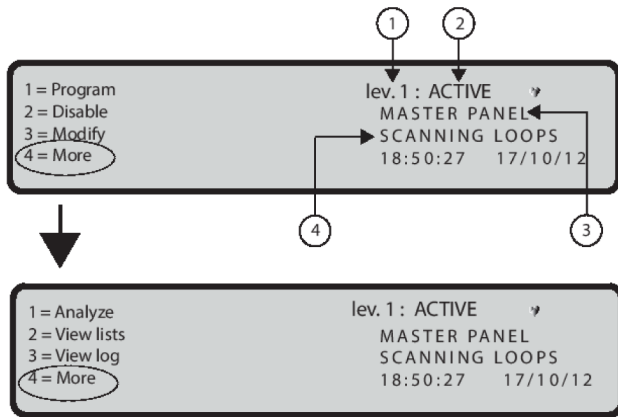 1
2
1 = Program
2 = Disable
3 = Modify
4 = More
lev. 1 : ACTIVE
MASTER PANEL
SCANNING LOOPS
18:50:27 17/10/12
4
3
1 = Analyze
2 = View lists
3 = View log
4 = More
lev. 1 : ACTIVE
MASTER PANEL
SCANNING LOOPS
18:50:27 17/10/12